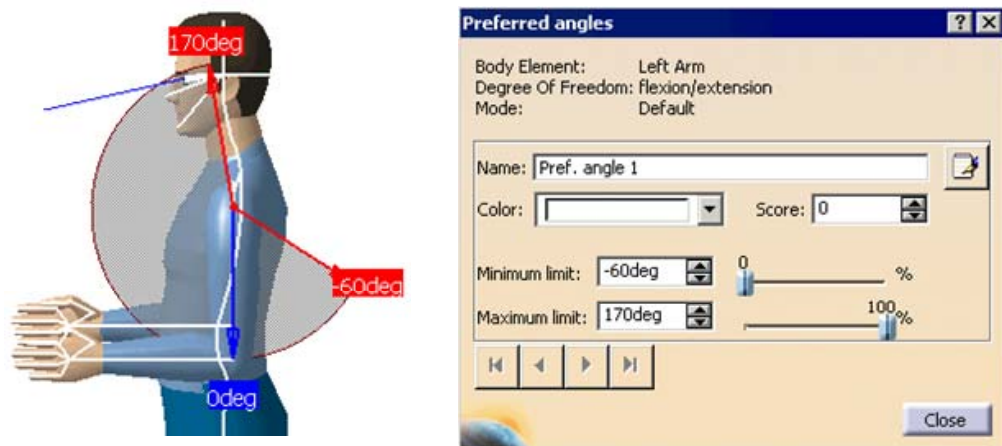 170deg
-60deg
0deg
Preferred angles
Body Element: Left Arm
Degree Of Freedom: flexion/extension
Mode: Default
Name: Pref. angle 1
Color: Score: 0
Minimum limit: -60deg 0 %
Maximum limit: 170deg 100 %
Close